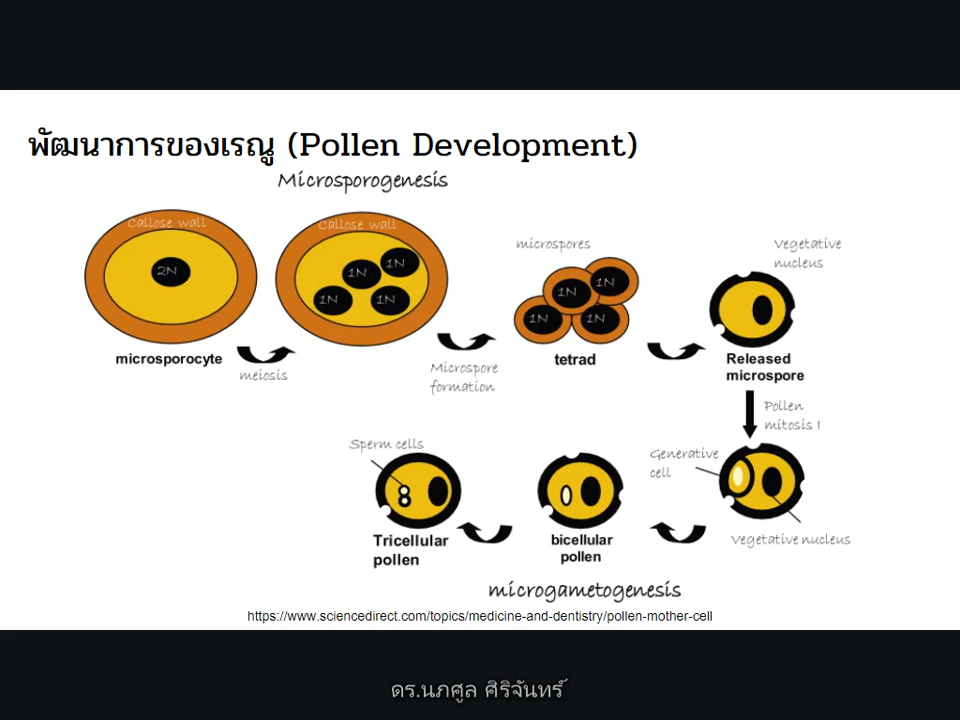 พัฒนาการของเรณู (Pollen Development)
Microsporogenesis
Callose wall
Callose wall
2N
1N
1N
1N
1N
microsporocyte
meiosis
Microspore
formation
microspores
1N
1N
1N
1N
tetrad
Vegetative
nucleus
Released
microspore
Pollen
mitosis I
Generative
cell
Vegetative nucleus
bicellular
pollen
Sperm cells
Tricellular
pollen
microgametogenesis
https://www.sciencedirect.com/topics/medicine-and-dentistry/pollen-mother-cell
ดร.นภศูล ศิริจันทร์